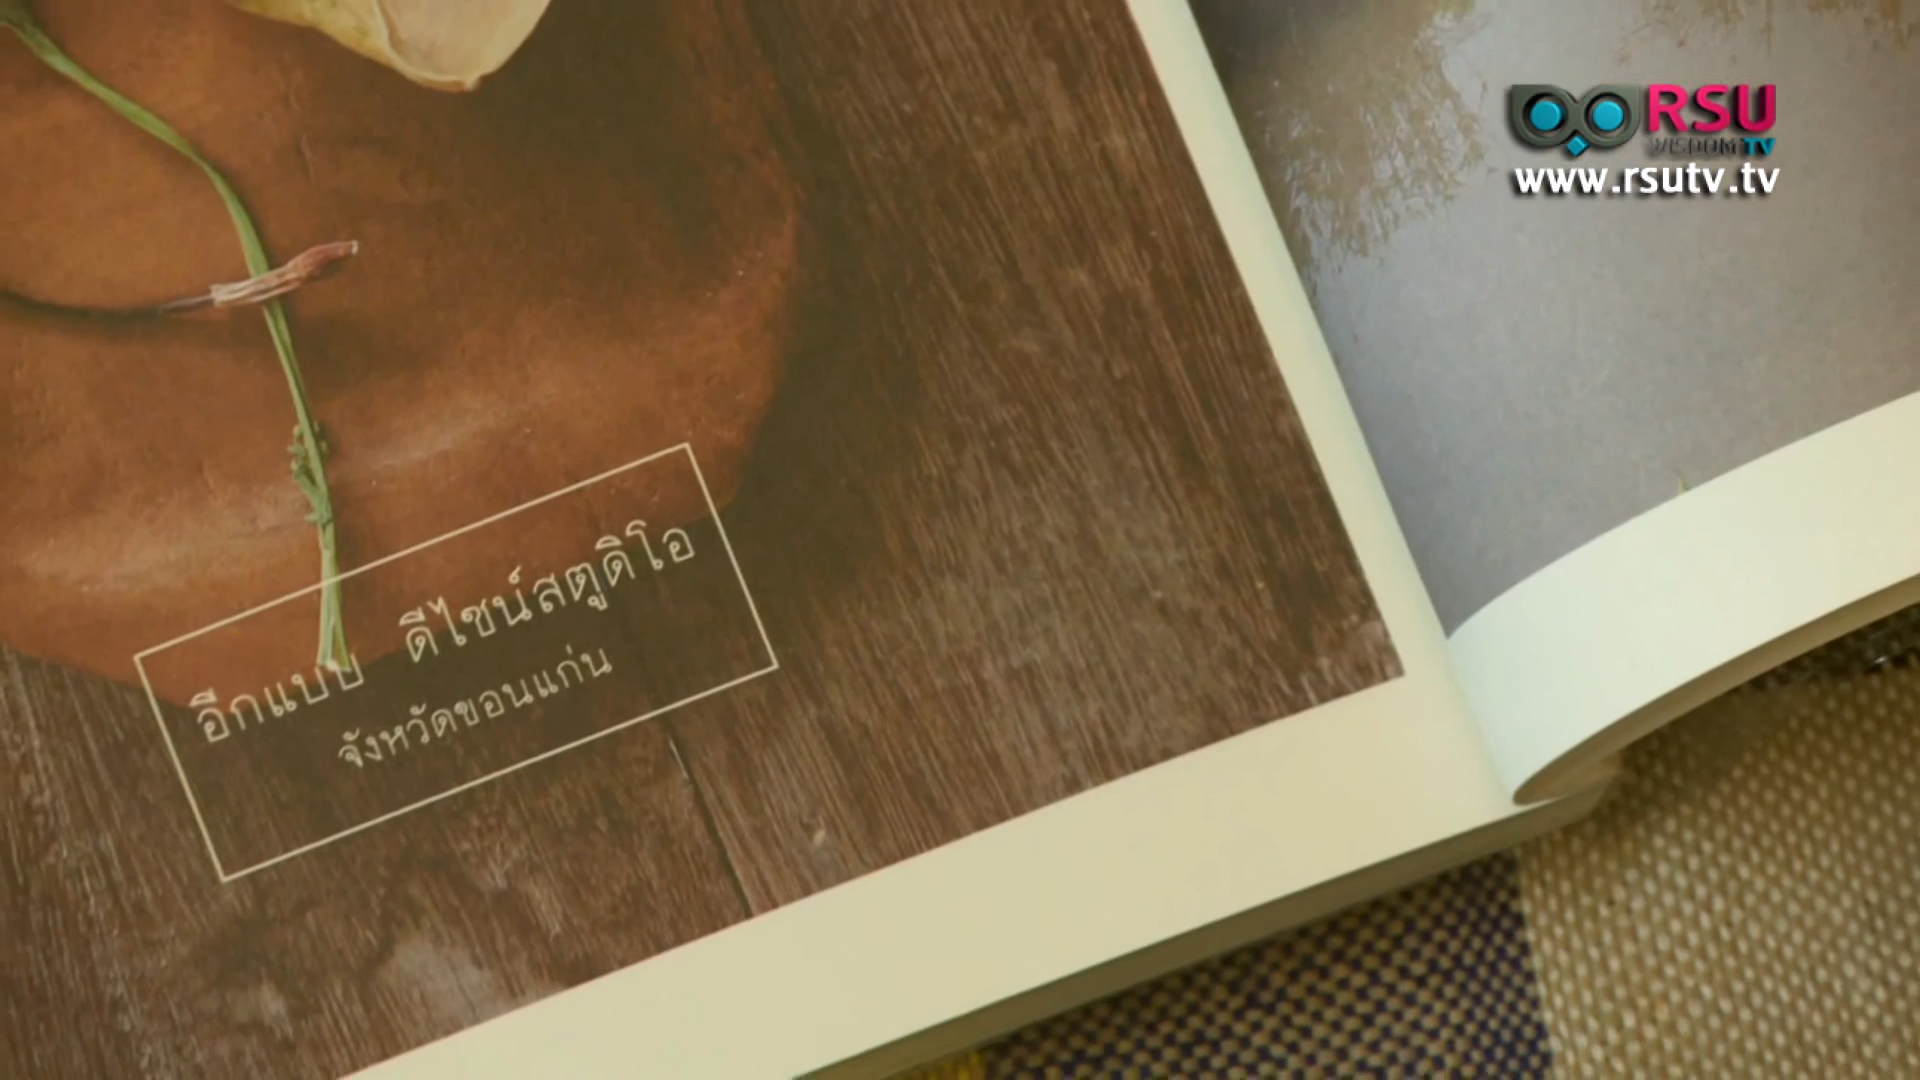 RSU
WISDOM TV
www.rsutv.tv
อีกแบบ ดีไซน์สตูดิโอ
จังหวัดขอนแก่น